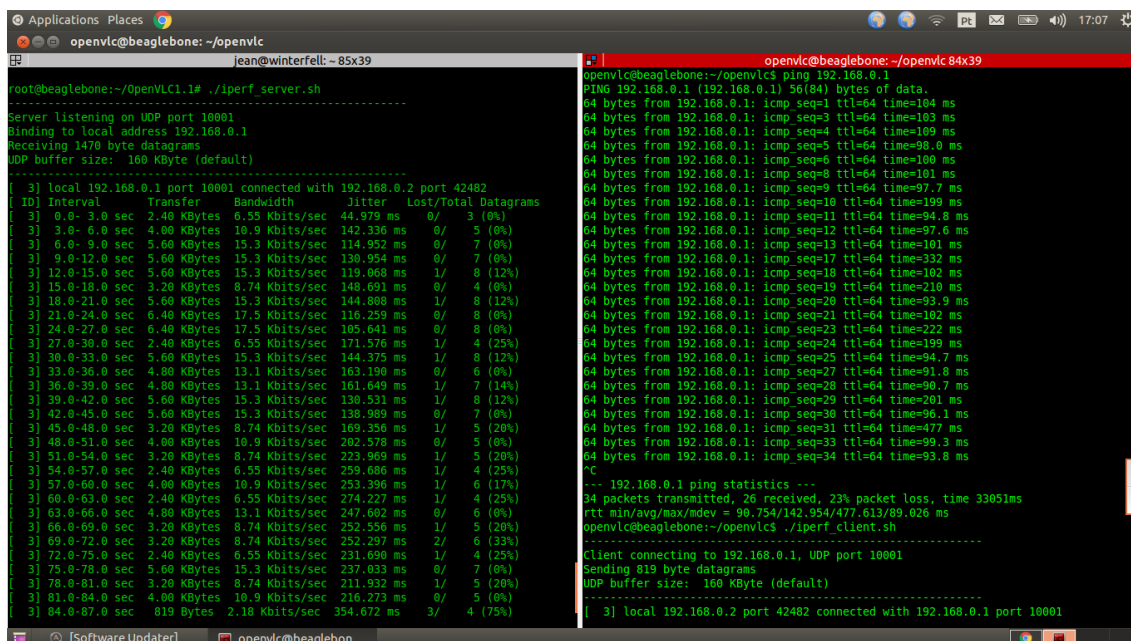 Applications Places
Pt
17:07
openvlc@beaglebone: ~/openvlc
jean@winterfell: ~ 85x39
root@beaglebone:~/OpenVLC1.1# ./iperf_server.sh
------------------------------------------------------------
Server listening on UDP port 10001
Binding to local address 192.168.0.1
Receiving 1470 byte datagrams
UDP buffer size:  160 KByte (default)
------------------------------------------------------------
[  3] local 192.168.0.1 port 10001 connected with 192.168.0.2 port 42482
[ ID] Interval       Transfer     Bandwidth        Jitter   Lost/Total Datagrams
[  3]  0.0- 3.0 sec  2.40 KBytes  6.55 Kbits/sec  44.979 ms    0/    3 (0%)
[  3]  3.0- 6.0 sec  4.00 KBytes  10.9 Kbits/sec  142.336 ms    0/    5 (0%)
[  3]  6.0- 9.0 sec  5.60 KBytes  15.3 Kbits/sec  114.952 ms    0/    7 (0%)
[  3]  9.0-12.0 sec  5.60 KBytes  15.3 Kbits/sec  130.954 ms    0/    7 (0%)
[  3] 12.0-15.0 sec  5.60 KBytes  15.3 Kbits/sec  119.068 ms    1/    8 (12%)
[  3] 15.0-18.0 sec  3.20 KBytes  8.74 Kbits/sec  148.691 ms    0/    4 (0%)
[  3] 18.0-21.0 sec  5.60 KBytes  15.3 Kbits/sec  144.808 ms    1/    8 (12%)
[  3] 21.0-24.0 sec  6.40 KBytes  17.5 Kbits/sec  116.259 ms    0/    8 (0%)
[  3] 24.0-27.0 sec  6.40 KBytes  17.5 Kbits/sec  105.641 ms    0/    8 (0%)
[  3] 27.0-30.0 sec  2.40 KBytes  6.55 Kbits/sec  171.576 ms    1/    4 (25%)
[  3] 30.0-33.0 sec  5.60 KBytes  15.3 Kbits/sec  144.375 ms    1/    8 (12%)
[  3] 33.0-36.0 sec  4.80 KBytes  13.1 Kbits/sec  163.190 ms    0/    6 (0%)
[  3] 36.0-39.0 sec  4.80 KBytes  13.1 Kbits/sec  161.649 ms    1/    7 (14%)
[  3] 39.0-42.0 sec  5.60 KBytes  15.3 Kbits/sec  130.531 ms    1/    8 (12%)
[  3] 42.0-45.0 sec  5.60 KBytes  15.3 Kbits/sec  138.989 ms    0/    7 (0%)
[  3] 45.0-48.0 sec  3.20 KBytes  8.74 Kbits/sec  169.356 ms    1/    5 (20%)
[  3] 48.0-51.0 sec  4.00 KBytes  10.9 Kbits/sec  202.578 ms    0/    5 (0%)
[  3] 51.0-54.0 sec  3.20 KBytes  8.74 Kbits/sec  223.969 ms    1/    5 (20%)
[  3] 54.0-57.0 sec  2.40 KBytes  6.55 Kbits/sec  259.686 ms    1/    4 (25%)
[  3] 57.0-60.0 sec  4.00 KBytes  10.9 Kbits/sec  253.396 ms    1/    6 (17%)
[  3] 60.0-63.0 sec  2.40 KBytes  6.55 Kbits/sec  274.227 ms    1/    4 (25%)
[  3] 63.0-66.0 sec  4.80 KBytes  13.1 Kbits/sec  247.602 ms    0/    6 (0%)
[  3] 66.0-69.0 sec  3.20 KBytes  8.74 Kbits/sec  252.556 ms    1/    5 (20%)
[  3] 69.0-72.0 sec  3.20 KBytes  8.74 Kbits/sec  252.297 ms    2/    6 (33%)
[  3] 72.0-75.0 sec  2.40 KBytes  6.55 Kbits/sec  231.690 ms    1/    4 (25%)
[  3] 75.0-78.0 sec  5.60 KBytes  15.3 Kbits/sec  237.033 ms    0/    7 (0%)
[  3] 78.0-81.0 sec  3.20 KBytes  8.74 Kbits/sec  211.932 ms    1/    5 (20%)
[  3] 81.0-84.0 sec  4.00 KBytes  10.9 Kbits/sec  216.273 ms    0/    5 (0%)
[  3] 84.0-87.0 sec   819 Bytes  2.18 Kbits/sec  354.672 ms    3/    4 (75%)
openvlc@beaglebone: ~/openvlc 84x39
openvlc@beaglebone:~/openvlc$ ping 192.168.0.1
PING 192.168.0.1 (192.168.0.1) 56(84) bytes of data.
64 bytes from 192.168.0.1: icmp_seq=1 ttl=64 time=104 ms
64 bytes from 192.168.0.1: icmp_seq=3 ttl=64 time=103 ms
64 bytes from 192.168.0.1: icmp_seq=4 ttl=64 time=109 ms
64 bytes from 192.168.0.1: icmp_seq=5 ttl=64 time=98.0 ms
64 bytes from 192.168.0.1: icmp_seq=6 ttl=64 time=100 ms
64 bytes from 192.168.0.1: icmp_seq=8 ttl=64 time=101 ms
64 bytes from 192.168.0.1: icmp_seq=9 ttl=64 time=97.7 ms
64 bytes from 192.168.0.1: icmp_seq=10 ttl=64 time=199 ms
64 bytes from 192.168.0.1: icmp_seq=11 ttl=64 time=94.8 ms
64 bytes from 192.168.0.1: icmp_seq=12 ttl=64 time=97.6 ms
64 bytes from 192.168.0.1: icmp_seq=13 ttl=64 time=101 ms
64 bytes from 192.168.0.1: icmp_seq=17 ttl=64 time=332 ms
64 bytes from 192.168.0.1: icmp_seq=18 ttl=64 time=102 ms
64 bytes from 192.168.0.1: icmp_seq=19 ttl=64 time=210 ms
64 bytes from 192.168.0.1: icmp_seq=20 ttl=64 time=93.9 ms
64 bytes from 192.168.0.1: icmp_seq=21 ttl=64 time=102 ms
64 bytes from 192.168.0.1: icmp_seq=23 ttl=64 time=222 ms
64 bytes from 192.168.0.1: icmp_seq=24 ttl=64 time=199 ms
64 bytes from 192.168.0.1: icmp_seq=25 ttl=64 time=94.7 ms
64 bytes from 192.168.0.1: icmp_seq=27 ttl=64 time=91.8 ms
64 bytes from 192.168.0.1: icmp_seq=28 ttl=64 time=90.7 ms
64 bytes from 192.168.0.1: icmp_seq=29 ttl=64 time=201 ms
64 bytes from 192.168.0.1: icmp_seq=30 ttl=64 time=96.1 ms
64 bytes from 192.168.0.1: icmp_seq=31 ttl=64 time=477 ms
64 bytes from 192.168.0.1: icmp_seq=33 ttl=64 time=99.3 ms
64 bytes from 192.168.0.1: icmp_seq=34 ttl=64 time=93.8 ms
^C
--- 192.168.0.1 ping statistics ---
34 packets transmitted, 26 received, 23% packet loss, time 33051ms
rtt min/avg/max/mdev = 90.754/142.954/477.613/89.026 ms
openvlc@beaglebone:~/openvlc$ ./iperf_client.sh
------------------------------------------------------------
Client connecting to 192.168.0.1, UDP port 10001
Sending 819 byte datagrams
UDP buffer size:  160 KByte (default)
------------------------------------------------------------
[  3] local 192.168.0.2 port 42482 connected with 192.168.0.1 port 10001
[Software Updater]
openvlc@beaglebon...